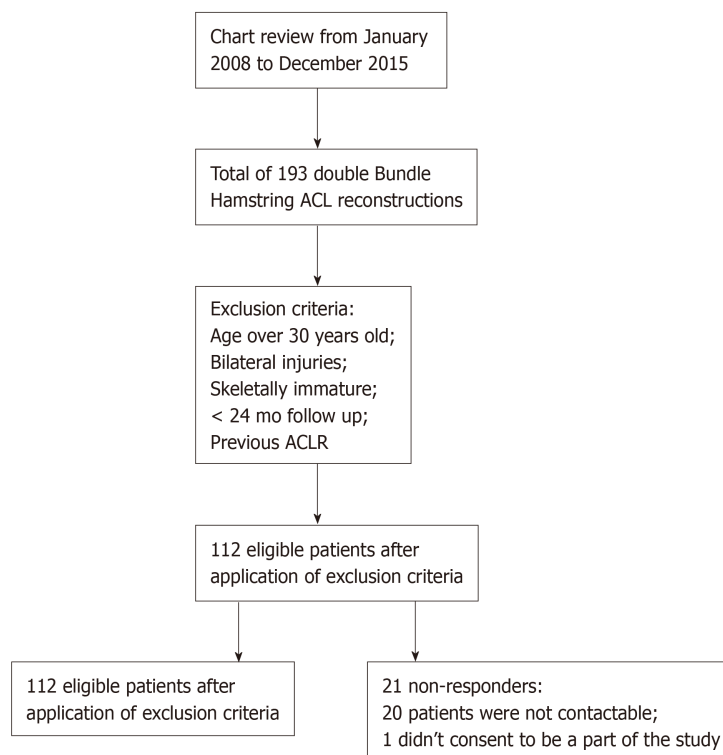 Chart review from January
2008 to December 2015
Total of 193 double Bundle
Hamstring ACL reconstructions
Exclusion criteria:
Age over 30 years old;
Bilateral injuries;
Skeletally immature;
< 24 mo follow up;
Previous ACLR
112 eligible patients after
application of exclusion criteria
112 eligible patients after
application of exclusion criteria
21 non-responders:
20 patients were not contactable;
1 didn't consent to be a part of the study